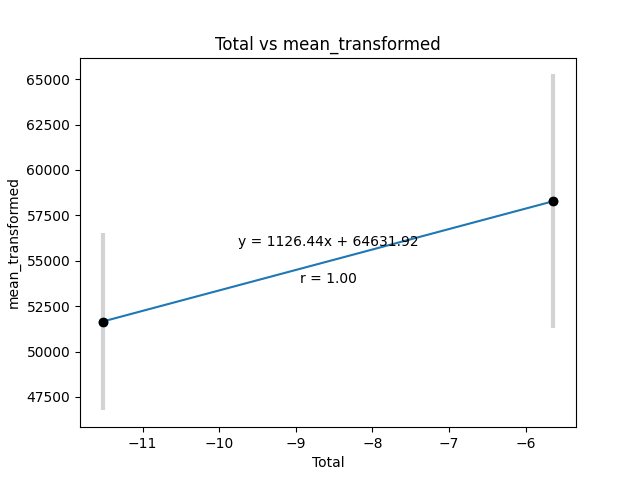 Total vs mean_transformed
65000
62500
60000
57500
55000
52500
50000
47500
mean_transformed
y = 1126.44x + 64631.92
r = 1.00
−11
−10
−9
−8
−7
−6
Total